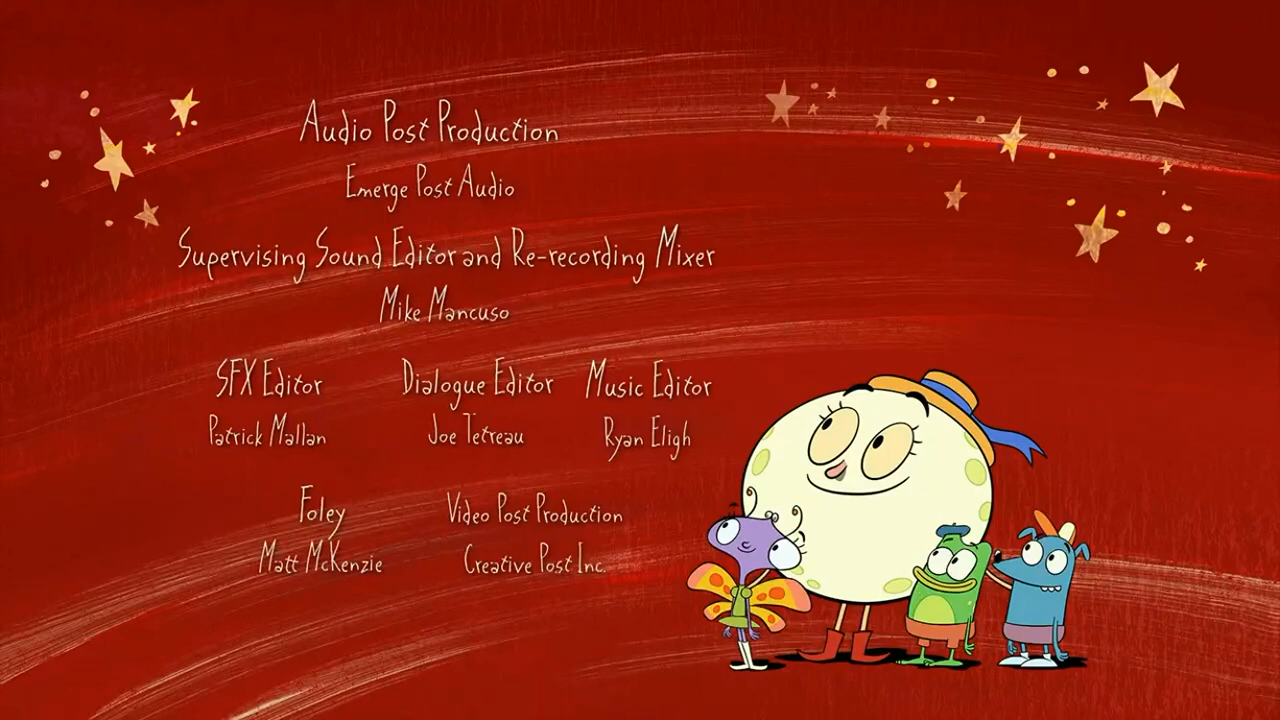 Audio Post Production
Emerge Post Audio
Supervising Sound Editor and Re-recording Mixer
Mike Mancuso
SFX Editor Dialogue Editor Music Editor
Patrick Mallan Joe Tetreau Ryan Eligh
Foley Video Post Production
Matt McKenzie Creative Post Inc.